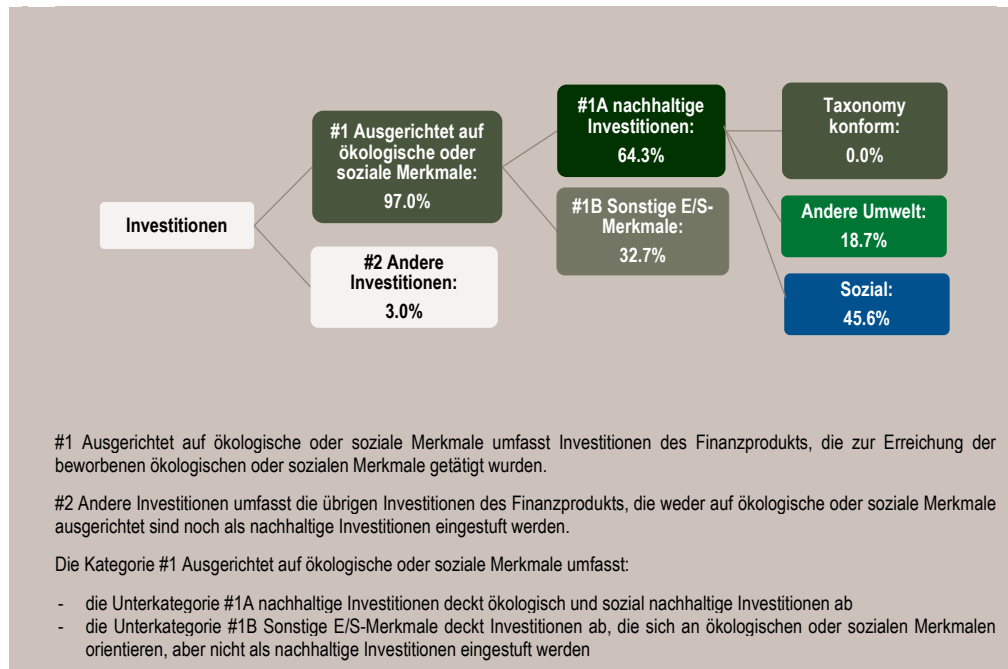 Investitionen
#1 Ausgerichtet auf
ökologische oder
soziale Merkmale:
97.0%
#2 Andere
Investitionen:
3.0%
#1A nachhaltige
Investitionen:
64.3%
#1B Sonstige E/S-
Merkmale:
32.7%
Taxonomy
konform:
0.0%
Andere Umwelt:
18.7%
Sozial:
45.6%
#1 Ausgerichtet auf ökologische oder soziale Merkmale umfasst Investitionen des Finanzprodukts, die zur Erreichung der
beworbenen ökologischen oder sozialen Merkmale getätigt wurden.
#2 Andere Investitionen umfasst die übrigen Investitionen des Finanzprodukts, die weder auf ökologische oder soziale Merkmale
ausgerichtet sind noch als nachhaltige Investitionen eingestuft werden.
Die Kategorie #1 Ausgerichtet auf ökologische oder soziale Merkmale umfasst:
- die Unterkategorie #1A nachhaltige Investitionen deckt ökologisch und sozial nachhaltige Investitionen ab
- die Unterkategorie #1B Sonstige E/S-Merkmale deckt Investitionen ab, die sich an ökologischen oder sozialen Merkmalen
orientieren, aber nicht als nachhaltige Investitionen eingestuft werden